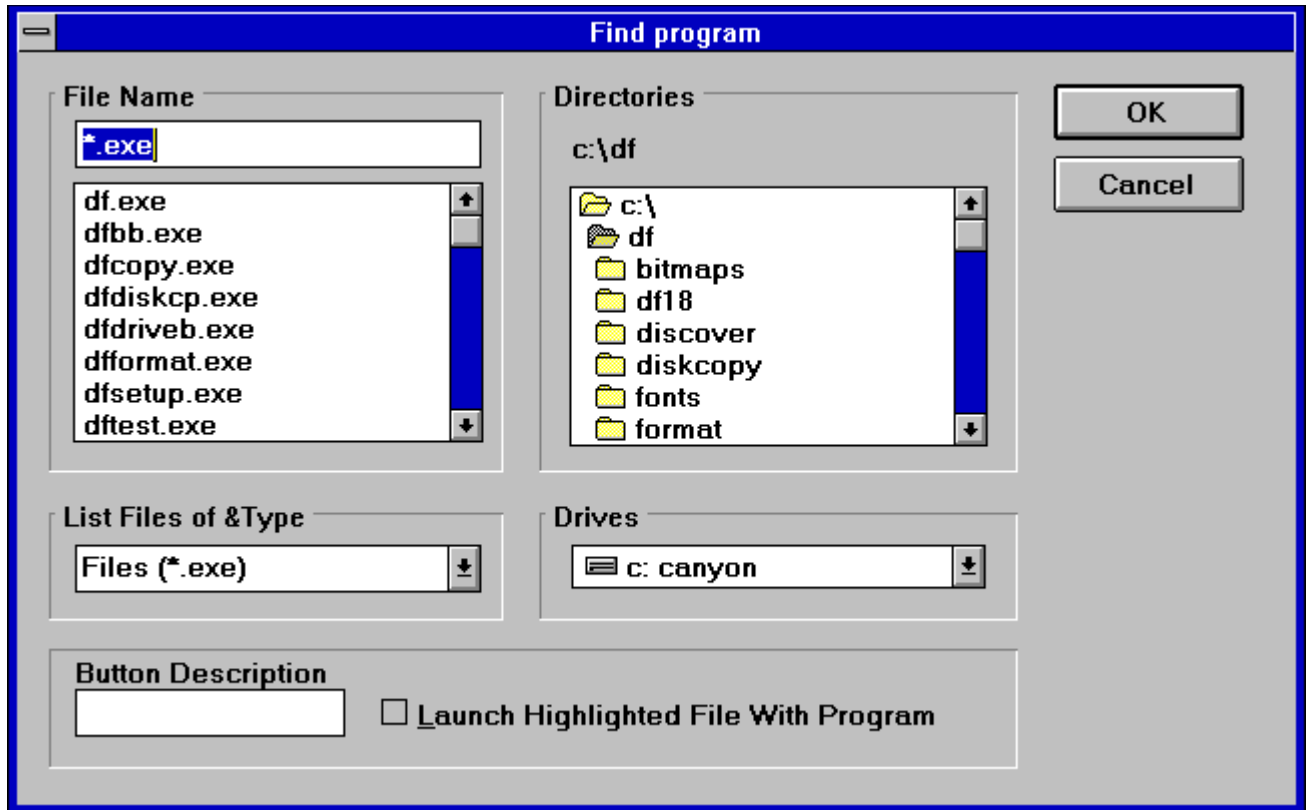 Find program
File Name
*.exe
df.exe
dfbb.exe
dfcopy.exe
dfdiskcp.exe
dfdriveb.exe
dfformat.exe
dfsetup.exe
dftest.exe
Directories
c:\df
c:\
df
bitmaps
df18
discover
diskcopy
fonts
format
OK
Cancel
List Files of &Type
Files (*.exe)
Drives
c: canyon
Button Description
Launch Highlighted File With Program